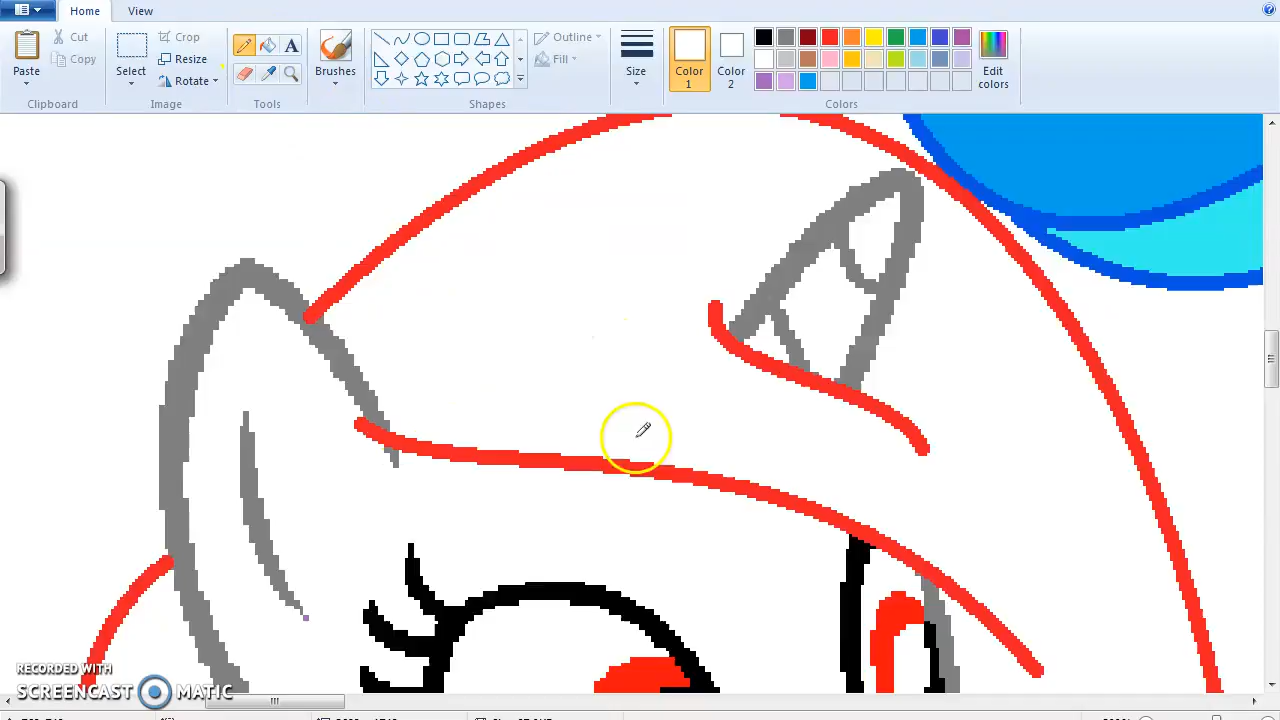 Home View
Cut
Copy
Paste
Clipboard
Select
Crop
Resize
Rotate
Image
A
Tools
Brushes
Outline
Fill
Shapes
Size
Color
1
Color
2
Edit
colors
Colors
RECORDED WITH
SCREENCAST MATIC